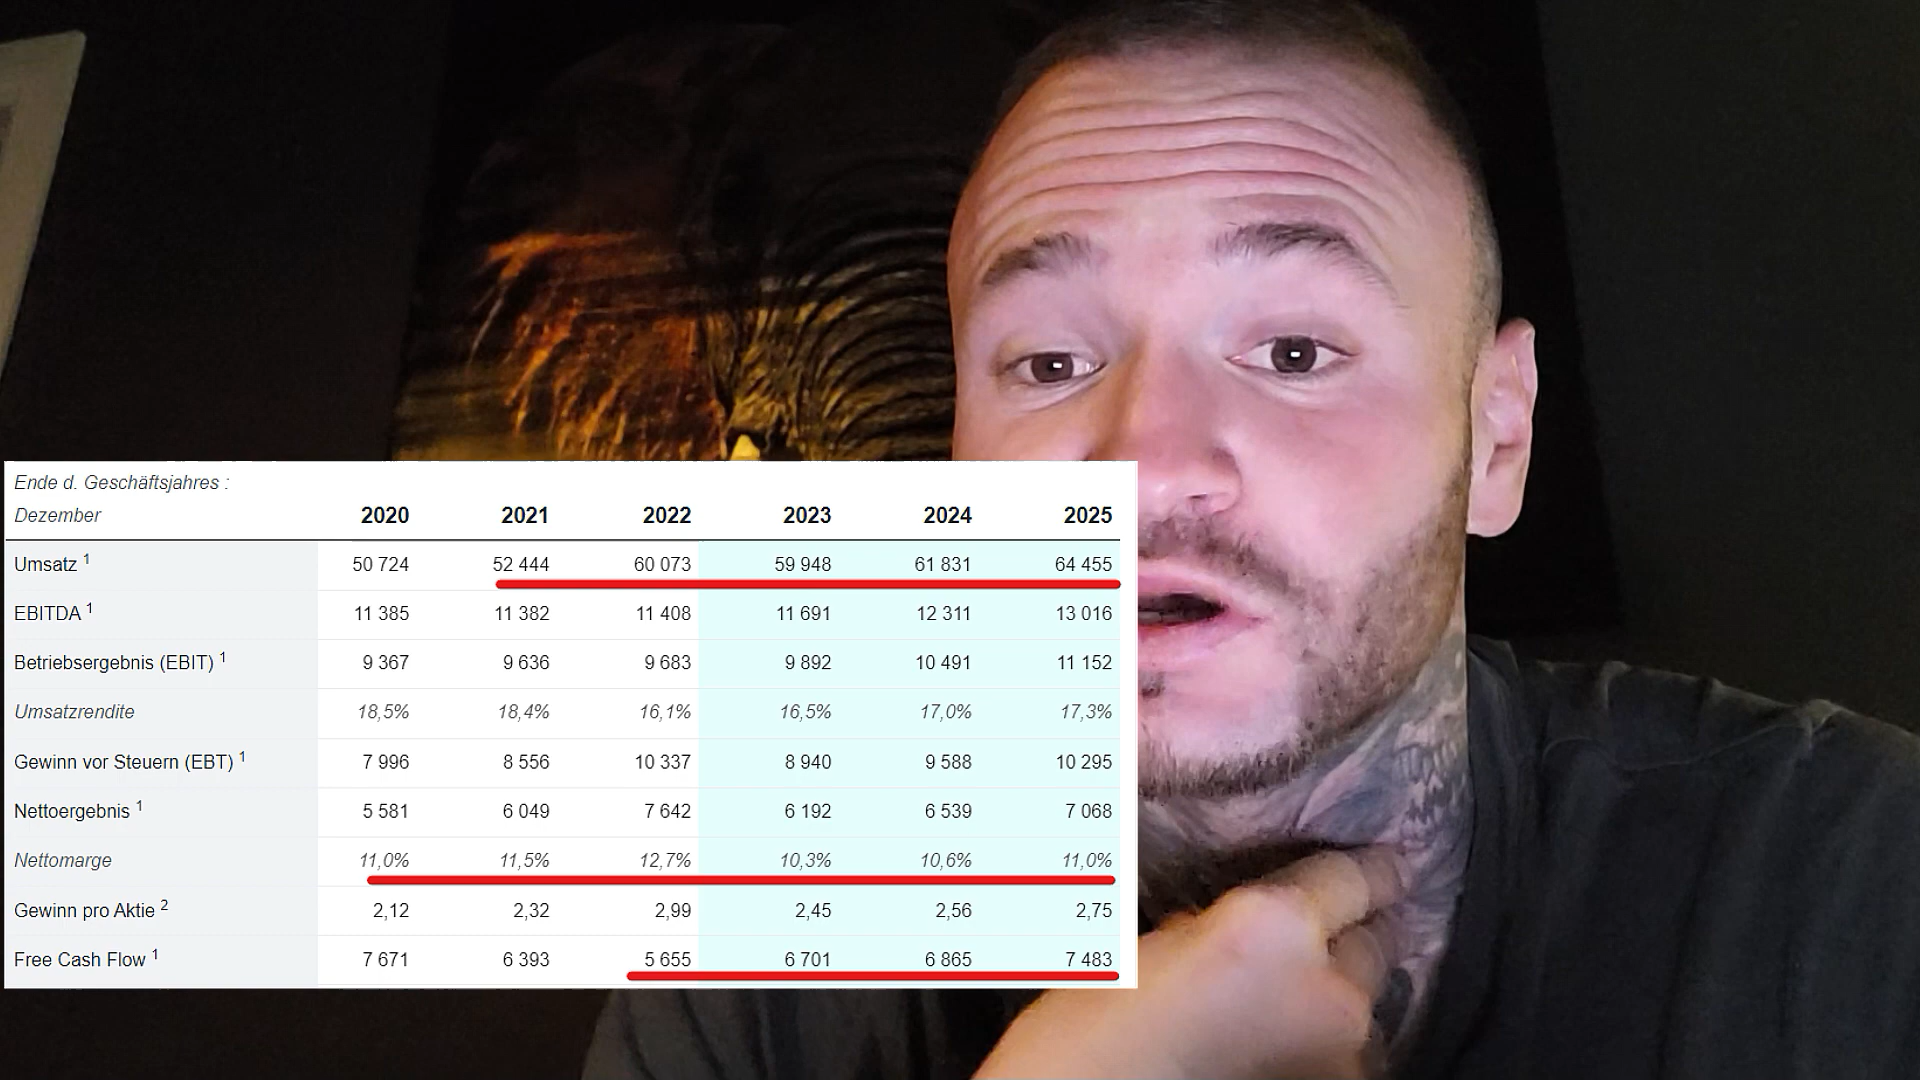 Ende d. Geschäftsjahres :
Dezember 2020 2021 2022 2023 2024 2025
Umsatz 1 50 724 52 444 60 073 59 948 61 831 64 455
EBITDA 1 11 385 11 382 11 408 11 691 12 311 13 016
Betriebsergebnis (EBIT) 1 9 367 9 636 9 683 9 892 10 491 11 152
Umsatzrendite 18,5% 18,4% 16,1% 16,5% 17,0% 17,3%
Gewinn vor Steuern (EBT) 1 7 996 8 556 10 337 8 940 9 588 10 295
Nettoergebnis 1 5 581 6 049 7 642 6 192 6 539 7 068
Nettomarge 11,0% 11,5% 12,7% 10,3% 10,6% 11,0%
Gewinn pro Aktie 2 2,12 2,32 2,99 2,45 2,56 2,75
Free Cash Flow 1 7 671 6 393 5 655 6 701 6 865 7 483